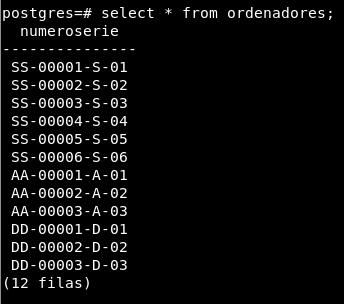 postgres=# select * from ordenadores;
numeroserie
---------------
SS-00001-S-01
SS-00002-S-02
SS-00003-S-03
SS-00004-S-04
SS-00005-S-05
SS-00006-S-06
AA-00001-A-01
AA-00002-A-02
AA-00003-A-03
DD-00001-D-01
DD-00002-D-02
DD-00003-D-03
(12 filas)